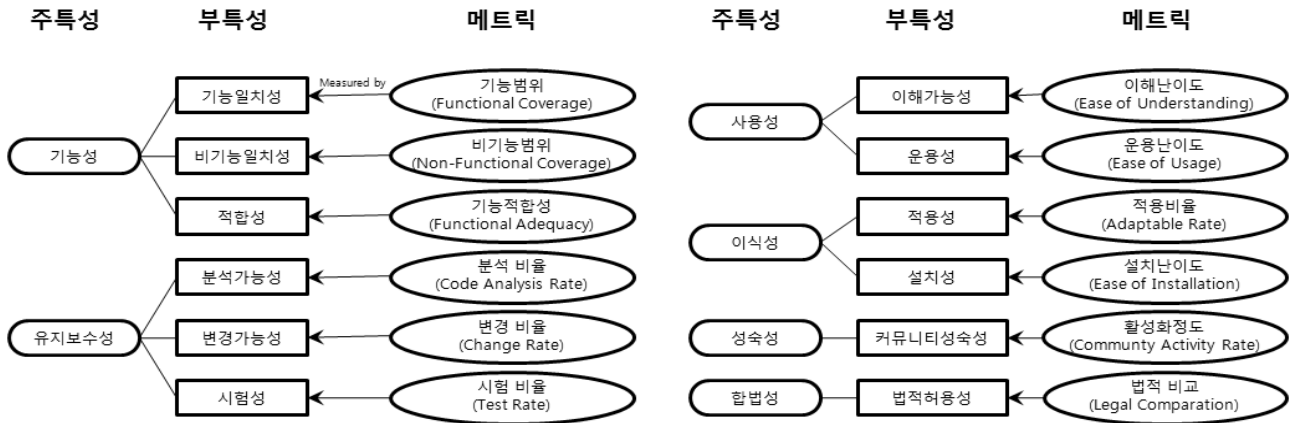 주특성
부특성
메트릭
기능성
기능일치성
Measured by
기능범위
(Functional Coverage)
비기능일치성
비기능범위
(Non-Functional Coverage)
적합성
기능적합성
(Functional Adequacy)
유지보수성
분석가능성
분석 비율
(Code Analysis Rate)
변경가능성
변경 비율
(Change Rate)
시험성
시험 비율
(Test Rate)
주특성
부특성
메트릭
사용성
이해가능성
이해난이도
(Ease of Understanding)
운용성
운용난이도
(Ease of Usage)
이식성
적용성
적용비율
(Adaptable Rate)
설치성
설치난이도
(Ease of Installation)
성숙성
커뮤니티성숙성
활성화정도
(Communty Activity Rate)
합법성
법적허용성
법적 비교
(Legal Comparation)